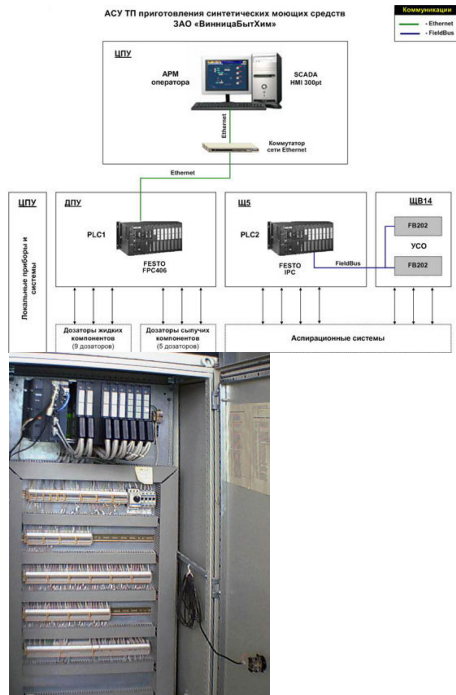 АСУ ТП приготовления синтетических моющих средств
ЗАО «ВинницаБытХим»
Коммуникации
- Ethernet
- FieldBus
ЦПУ
АРМ
оператора
SCADA
HMI 300pt
Ethernet
Коммутатор
сети Ethernet
Ethernet
ЦПУ
Локальные приборы и
системы
ДПУ
PLC1
FESTO
FPC406
Щ5
PLC2
FESTO
IPC
FieldBus
ЩВ14
FB202
УСО
FB202
Дозаторы жидких
компонентов
(9 дозаторов)
Дозаторы сыпучих
компонентов
(5 дозаторов)
Аспирационные системы